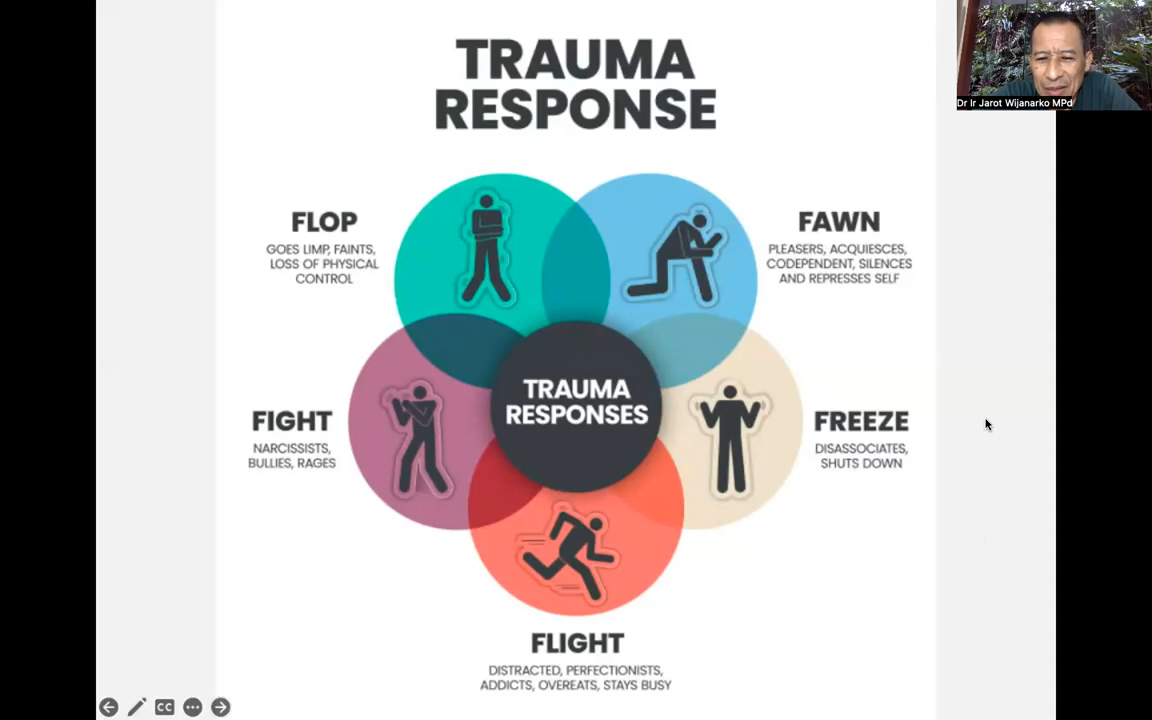 TRAUMA
RESPONSE
Dr Ir Jarot Wijanarko MPd
FLOP
GOES LIMP, FAINTS,
LOSS OF PHYSICAL
CONTROL
FAWN
PLEASERS, ACQUIESCES,
CODEPENDENT, SILENCES
AND REPRESSES SELF
TRAUMA
RESPONSES
FIGHT
NARCISSISTS,
BULLIES, RAGES
FREEZE
DISASSOCIATES,
SHUTS DOWN
FLIGHT
DISTRACTED, PERFECTIONISTS,
ADDICTS, OVEREATS, STAYS BUSY
CC